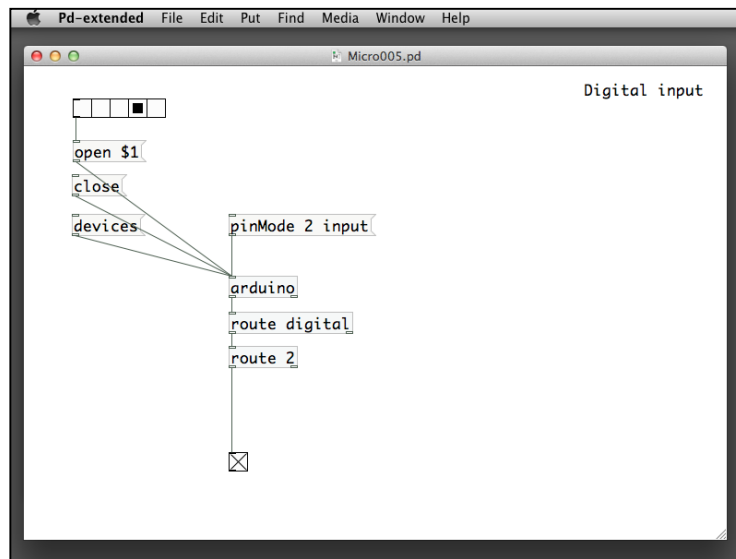 Pd-extended File Edit Put Find Media Window Help
Micro005.pd
Digital input
open $1
close
devices
pinMode 2 input
arduino
route digital
route 2